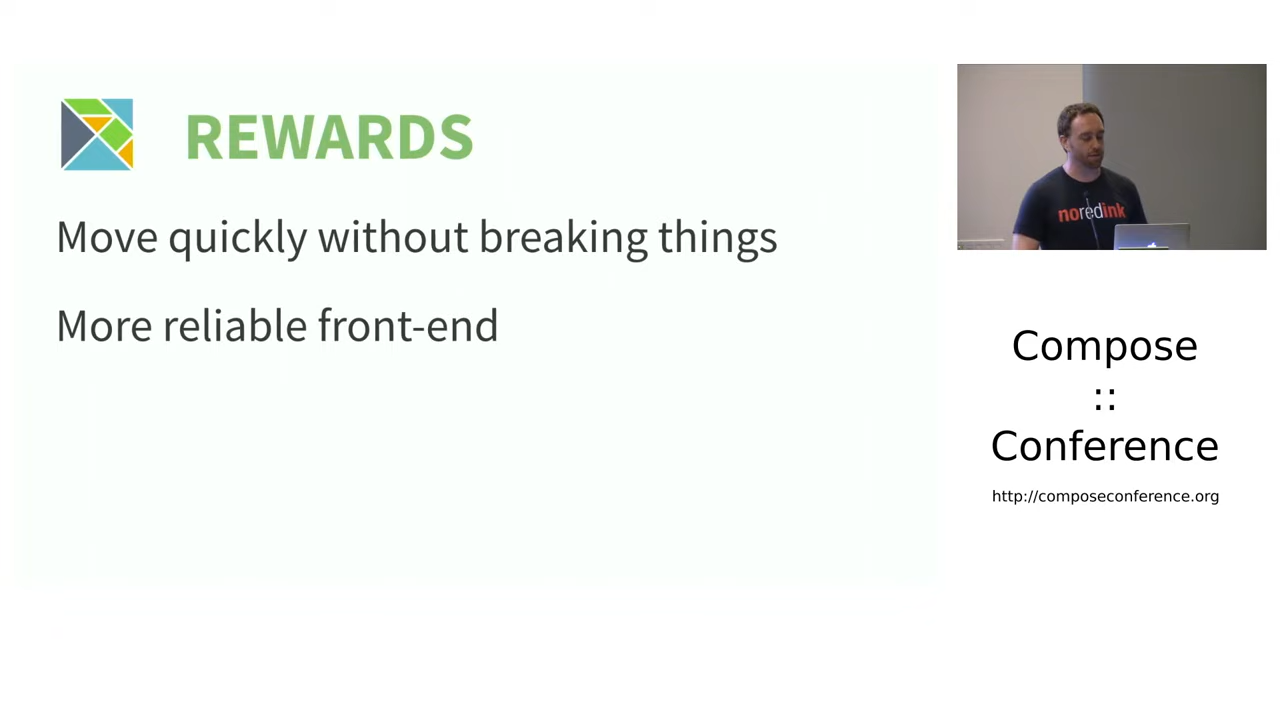 REWARDS
Move quickly without breaking things
More reliable front-end
noredink
Compose
::
Conference
http://composeconference.org